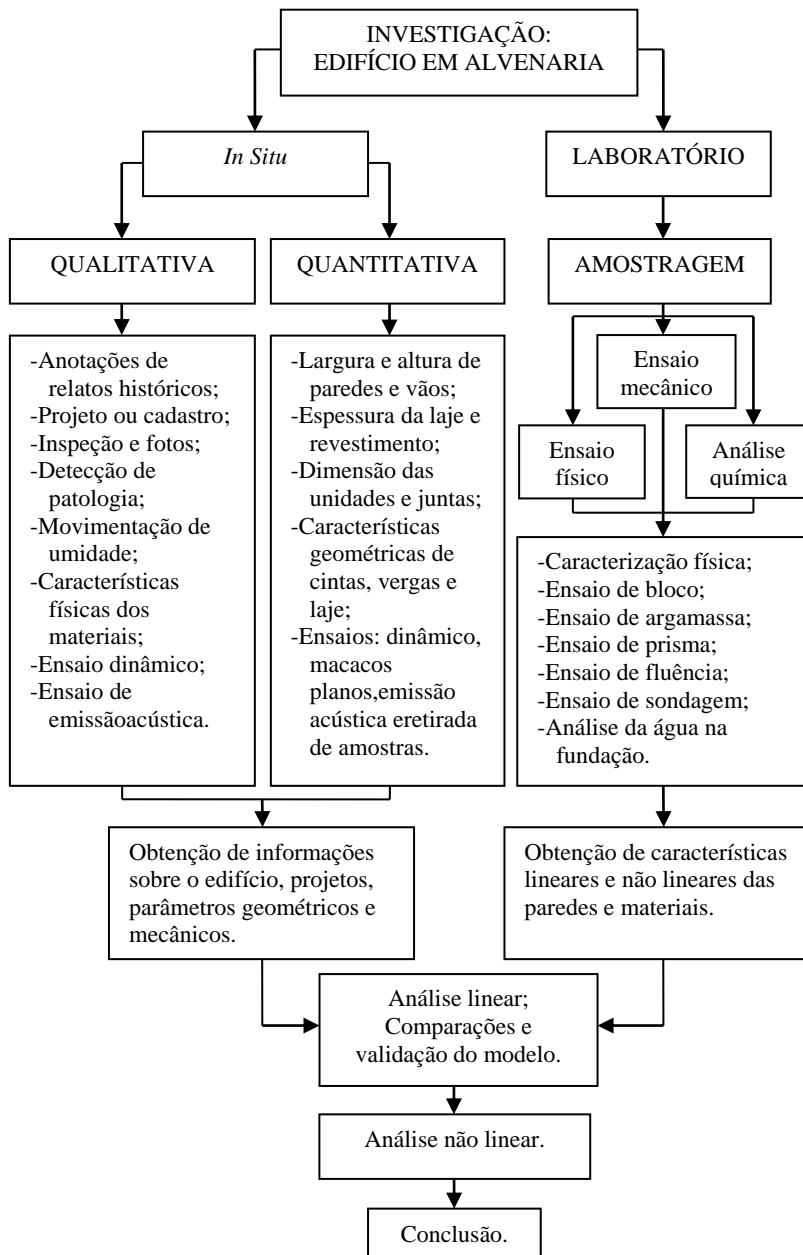 INVESTIGAÇÃO:
EDIFÍCIO EM ALVENARIA
In Situ
LABORATÓRIO
QUALITATIVA
QUANTITATIVA
AMOSTRAGEM
-Anotações de
relatos históricos;
-Projeto ou cadastro;
-Inspeção e fotos;
-Detecção de
patologia;
-Movimentação de
umidade;
-Características
físicas dos
materiais;
-Ensaio dinâmico;
-Ensaio de
emissãoacústica.
-Largura e altura de
paredes e vãos;
-Espessura da laje e
revestimento;
-Dimensão das
unidades e juntas;
-Características
geométricas de
cintas, vergas e
laje;
-Ensaios: dinâmico,
macacos
planos,emissão
acústica eretirada
de amostras.
Ensaio
mecânico
Ensaio
físico
Análise
química
-Caracterização física;
-Ensaio de bloco;
-Ensaio de argamassa;
-Ensaio de prisma;
-Ensaio de fluência;
-Ensaio de sondagem;
-Análise da água na
fundação.
Obtenção de informações
sobre o edifício, projetos,
parâmetros geométricos e
mecânicos.
Obtenção de características
lineares e não lineares das
paredes e materiais.
Análise linear;
Comparações e
validação do modelo.
Análise não linear.
Conclusão.